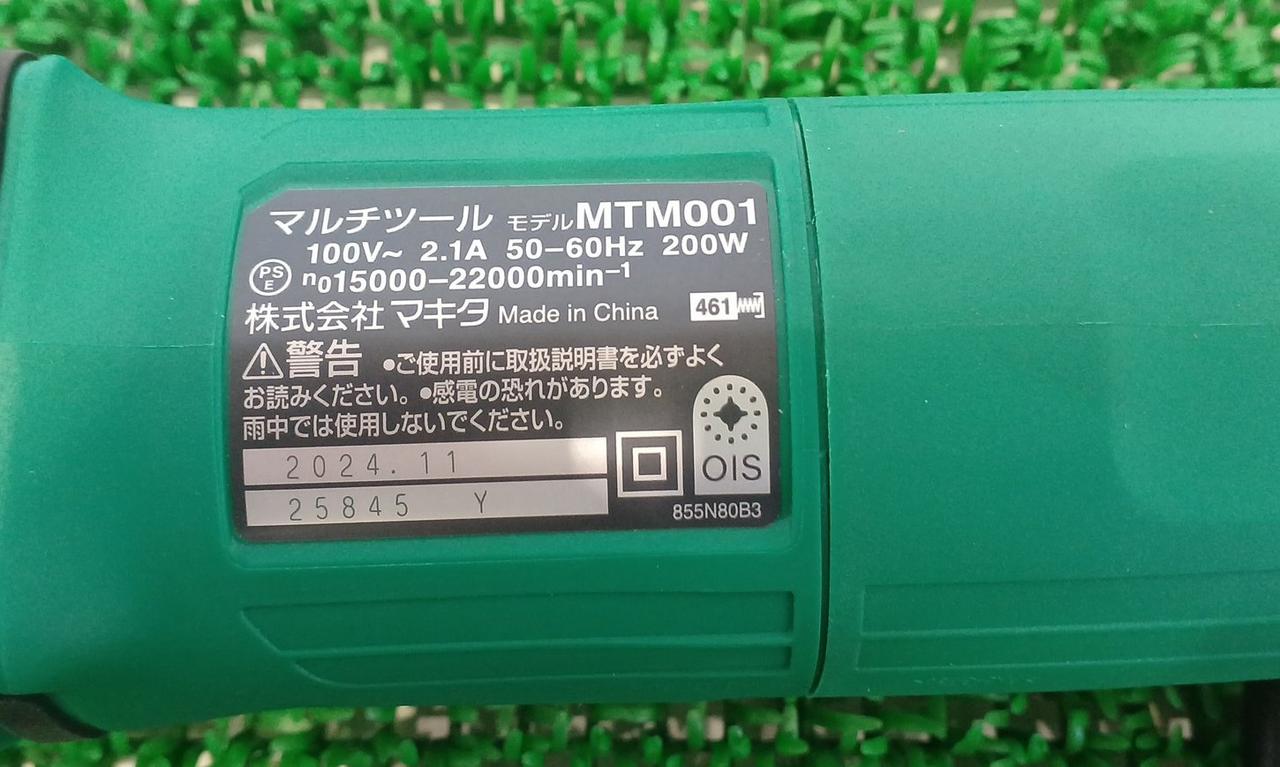 マルチツール モデルMTM001
100V~ 2.1A 50-60Hz 200W
PSE n₀15000-22000min⁻¹
株式会社マキタ Made in China 461
⚠警告 ●ご使用前に取扱説明書を必ずよく
お読みください。●感電の恐れがあります。
雨中では使用しないでください。
2024.11
25845 Y
OIS
855N80B3